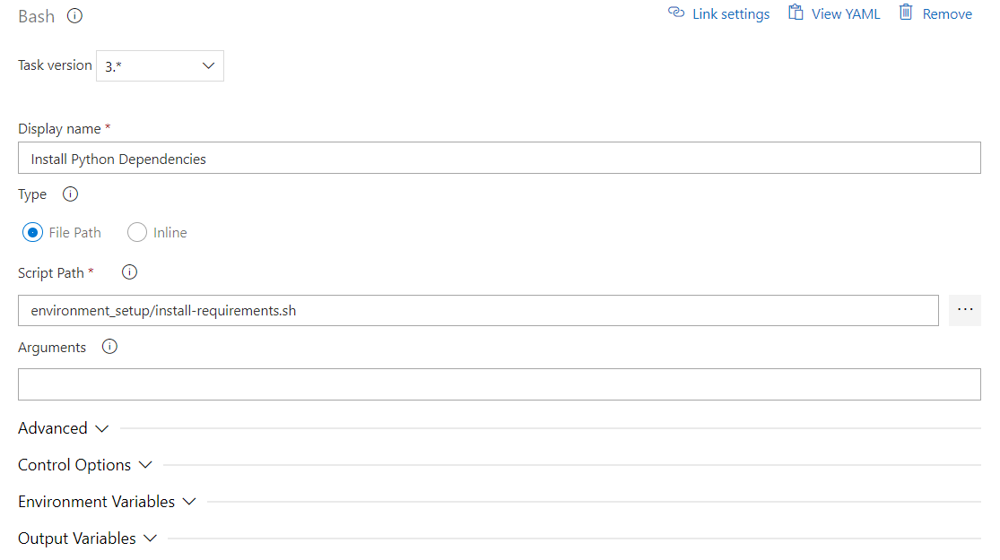 Bash
Link settings
View YAML
Remove
Task version 3.*
Display name *
Install Python Dependencies
Type
File Path
Inline
Script Path *
environment_setup/install-requirements.sh
...
Arguments
Advanced
Control Options
Environment Variables
Output Variables